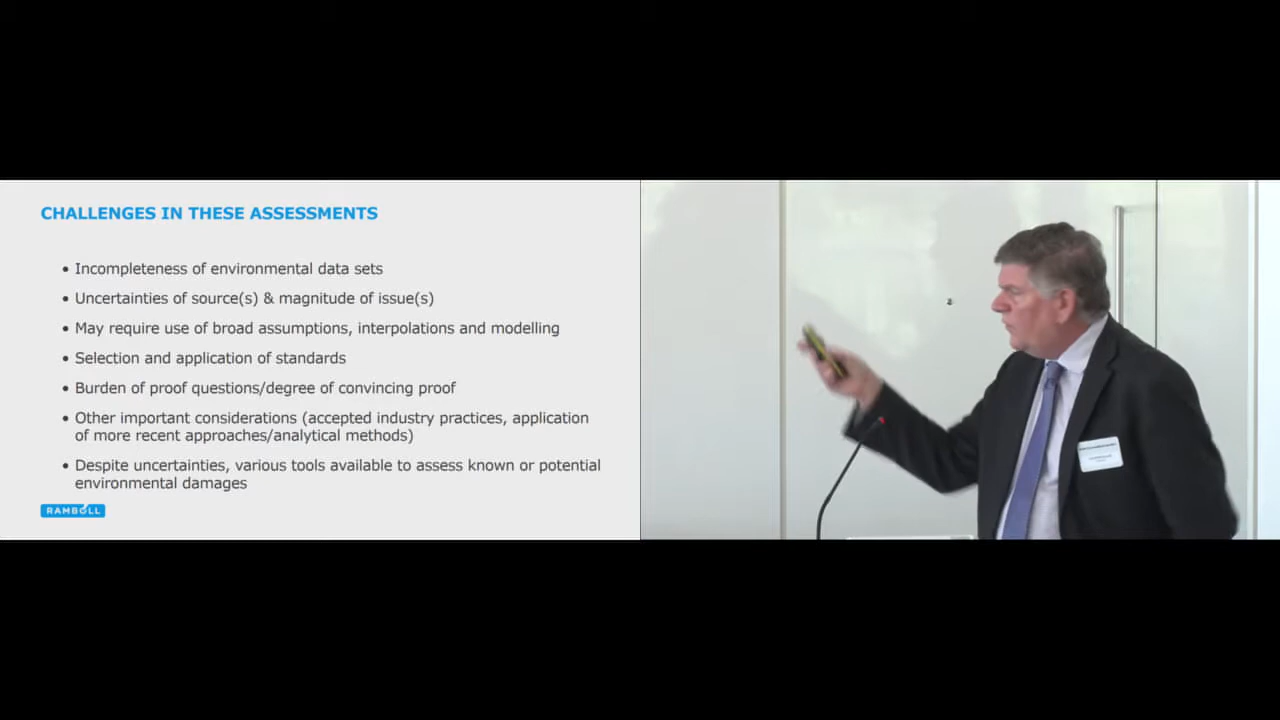 CHALLENGES IN THESE ASSESSMENTS
• Incompleteness of environmental data sets
• Uncertainties of source(s) & magnitude of issue(s)
• May require use of broad assumptions, interpolations and modelling
• Selection and application of standards
• Burden of proof questions/degree of convincing proof
• Other important considerations (accepted industry practices, application
of more recent approaches/analytical methods)
• Despite uncertainties, various tools available to assess known or potential
environmental damages
RAMBOLL